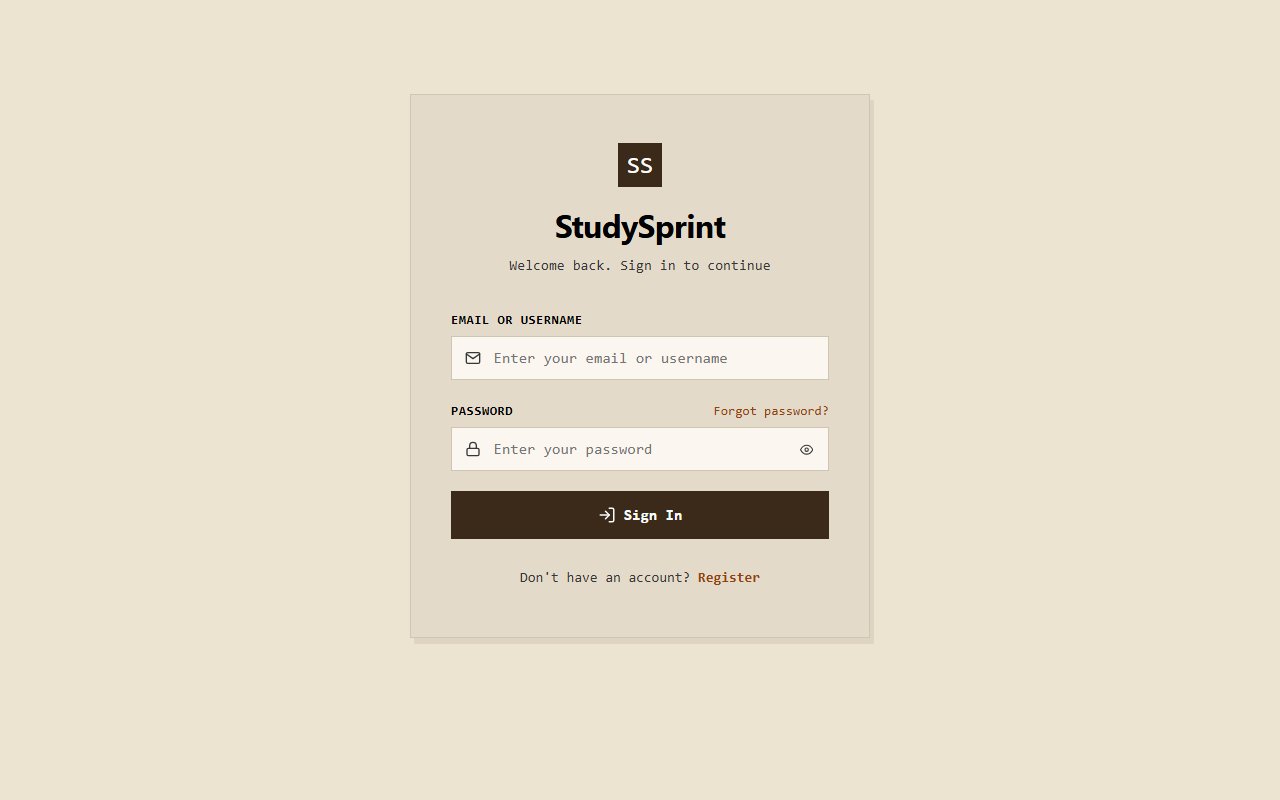 SS
StudySprint
Welcome back. Sign in to continue
EMAIL OR USERNAME
Enter your email or username
PASSWORD Forgot password?
Enter your password
Sign In
Don't have an account? Register